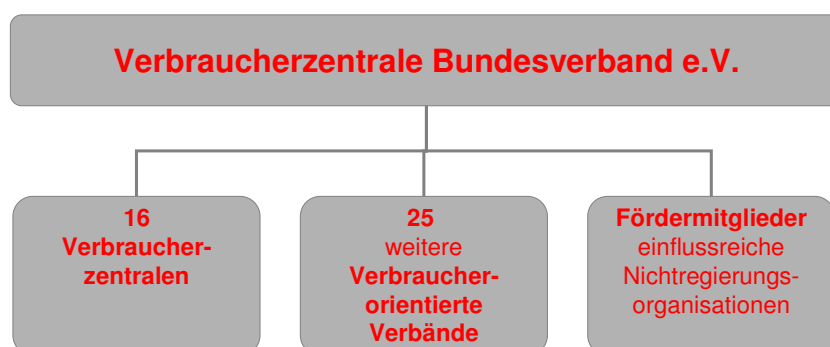 Verbraucherzentrale Bundesverband e.V.
16
Verbraucher-
zentralen
25
weitere
Verbraucher-
orientierte
Verbände
Fördermitglieder
einflussreiche
Nichtregierungs-
organisationen